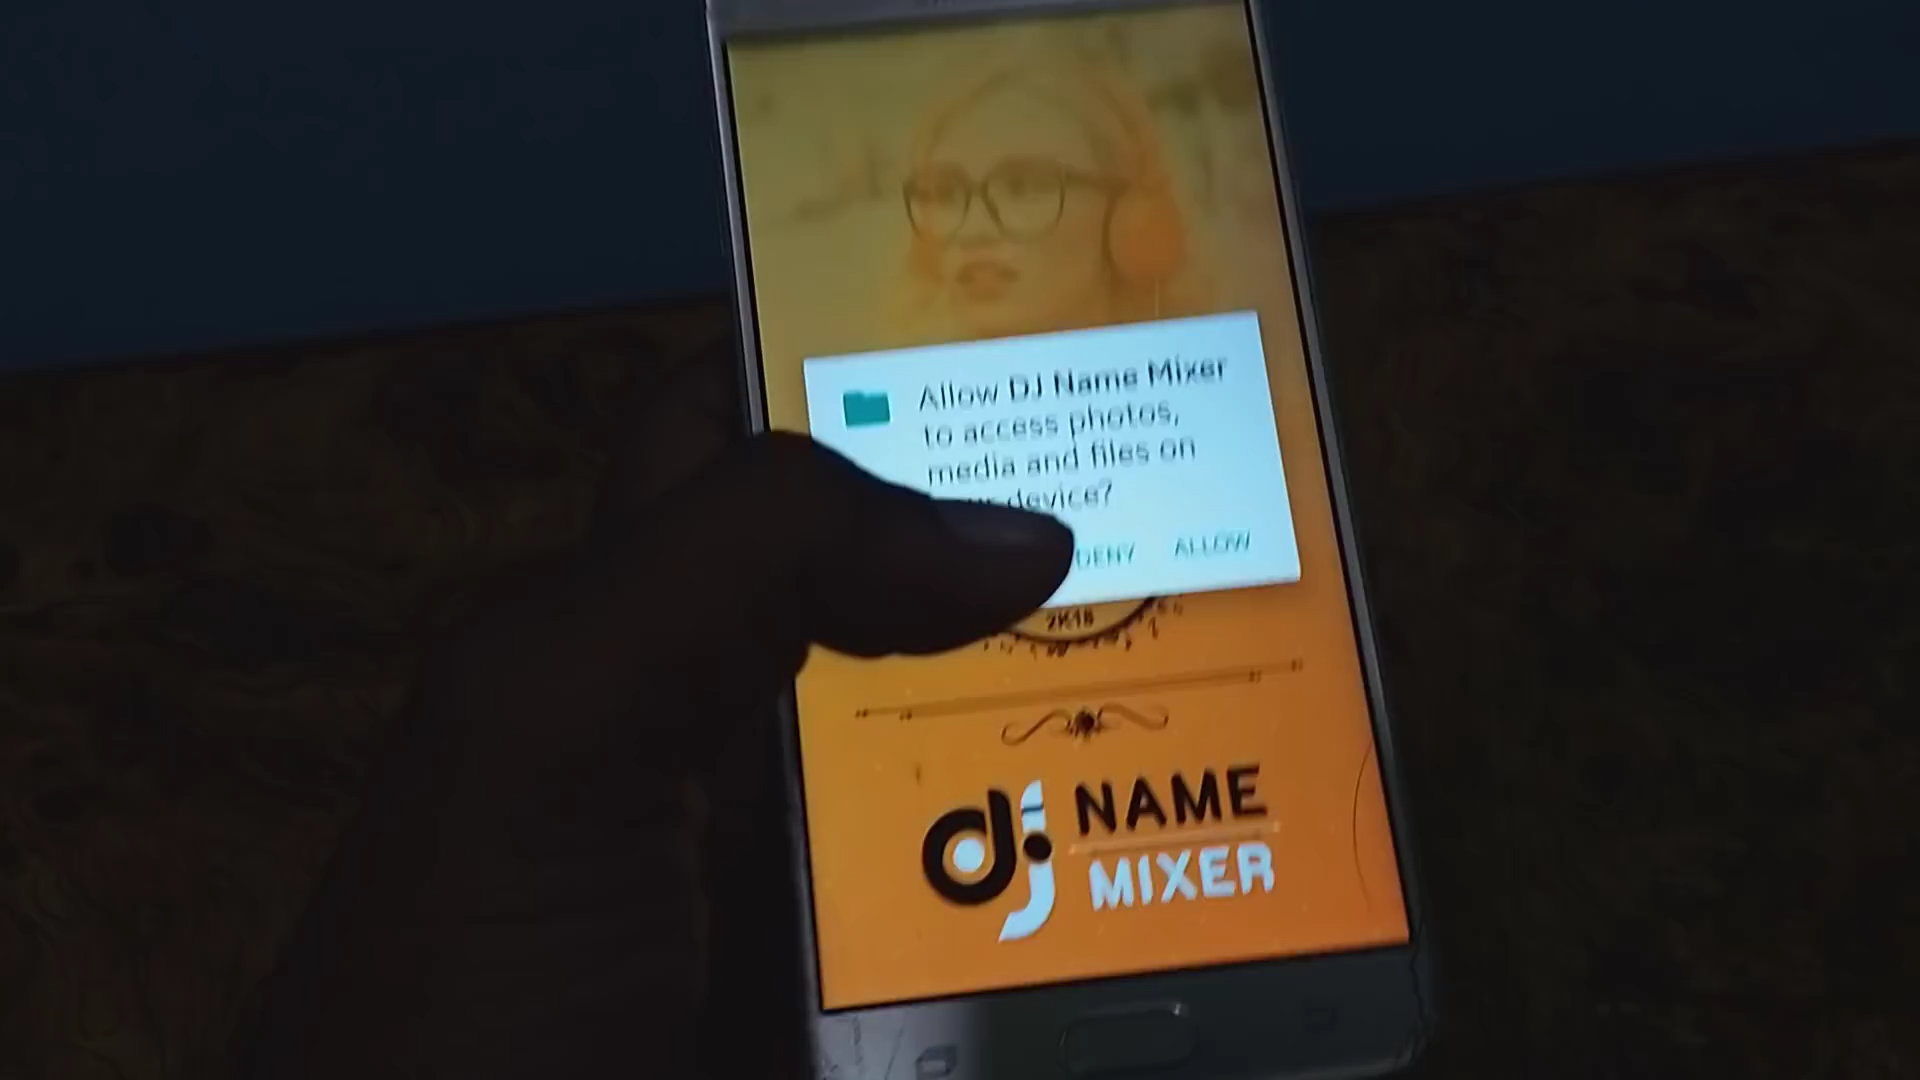 Allow DJ Name Mixer
to access photos,
media and files on
device?
DENY ALLOW
2K18
dj NAME
MIXER